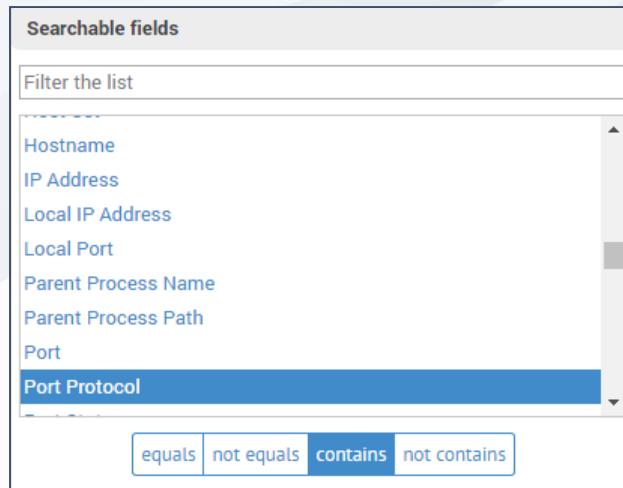 Searchable fields
Filter the list
Hostname
IP Address
Local IP Address
Local Port
Parent Process Name
Parent Process Path
Port
Port Protocol
equals not equals contains not contains